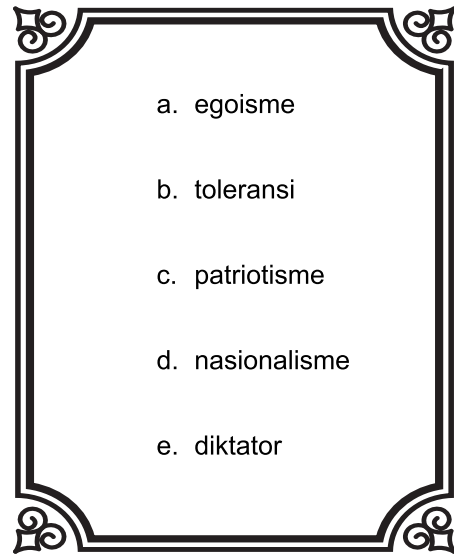 a. egoisme
b. toleransi
c. patriotisme
d. nasionalisme
e. diktator